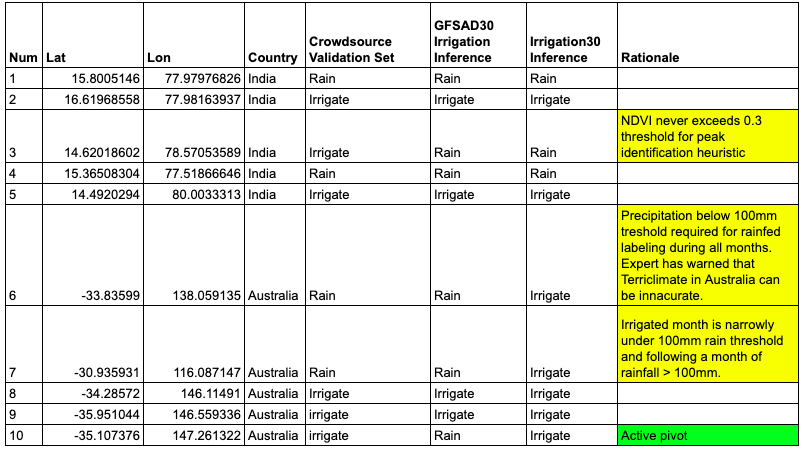 Num Lat Lon Country Crowdsource Validation Set GFSAD30 Irrigation Inference Irrigation30 Inference Rationale
1 15.8005146 77.97976826 India Rain Rain Rain
2 16.61968558 77.98163937 India Irrigate Irrigate Irrigate
3 14.62018602 78.57053589 India Irrigate Rain Rain NDVI never exceeds 0.3
threshold for peak
identification heuristic
4 15.36508304 77.51866646 India Rain Rain Rain
5 14.4920294 80.0033313 India Irrigate Irrigate Irrigate
6 -33.83599 138.059135 Australia Rain Rain Irrigate Precipitation below 100mm
treshold required for rainfed
labeling during all months.
Expert has warned that
Terriclimate in Australia can
be innacurate.
7 -30.935931 116.087147 Australia Rain Rain Irrigate Irrigated month is narrowly
under 100mm rain threshold
and following a month of
rainfall > 100mm.
8 -34.28572 146.11491 Australia Irrigate Irrigate Irrigate
9 -35.951044 146.559336 Australia irrigate Irrigate Irrigate
10 -35.107376 147.261322 Australia irrigate Rain Irrigate Active pivot